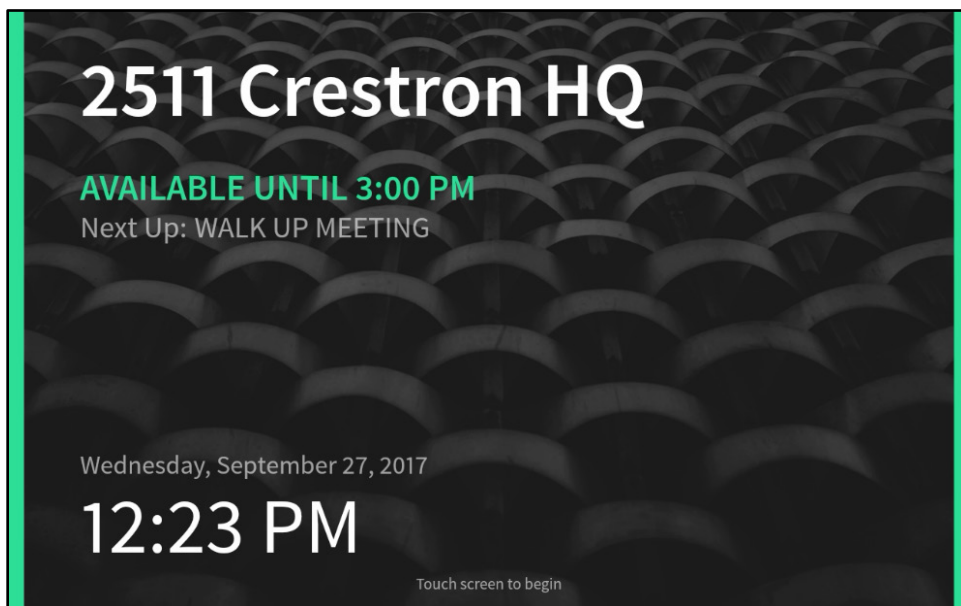 2511 Crestron HQ
AVAILABLE UNTIL 3:00 PM
Next Up: WALK UP MEETING
Wednesday, September 27, 2017
12:23 PM
Touch screen to begin